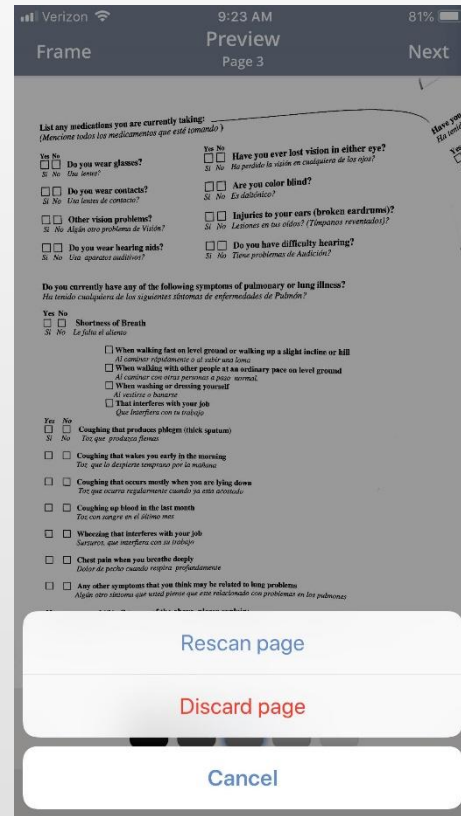 Verizon 9:23 AM 81%
Frame Preview Next
Page 3
List any medications you are currently taking:
(Mencione todos los medicamentos que esté tomando )
Yes No
Do you wear glasses?
Si No Usa lentes?
Do you wear contacts?
Si No Usa lentes de contacto?
Other vision problems?
Si No Algún otro problema de Visión?
Do you wear hearing aids?
Si No Usa aparatos auditivos?
Yes No
Have you ever lost vision in either eye?
Si No Ha perdido la visión en cualquiera de los ojos?
Are you color blind?
Si No Es daltónico?
Injuries to your ears (broken eardrums)?
Si No Lesiones en tus oídos? (Tímpanos reventados)?
Do you have difficulty hearing?
Si No Tiene problemas de Audición?
Have you
Ha tenid
Yes
Do you currently have any of the following symptoms of pulmonary or lung illness?
Ha tenido cualquiera de los siguientes síntomas de enfermedades de Pulmón?
Yes No
Shortness of Breath
Si No Le falta el aliento
When walking fast on level ground or walking up a slight incline or hill
Al caminar rápidamente o al subir una loma
When walking with other people at an ordinary pace on level ground
Al caminar con otras personas a paso normal.
When washing or dressing yourself
Al vestirse o banarse
That interferes with your job
Que interfiera con tu trabajo
Yes No
Coughing that produces phlegm (thick sputum)
Si No Toz que produzca flemas
Coughing that wakes you early in the morning
Toz que lo despierte temprano por la mañana
Coughing that occurs mostly when you are lying down
Toz que ocurra regularmente cuando ya esta acostado
Coughing up blood in the last month
Toz con sangre en el último mes
Wheezing that interferes with your job
Sursuros, que interfiera con su trabajo
Chest pain when you breathe deeply
Dolor de pecho cuando respira profundamente
Any other symptoms that you think may be related to lung problems
Algún otro síntoma que usted piense que este relacionado con problemas en los pulmones
Rescan page
Discard page
Cancel